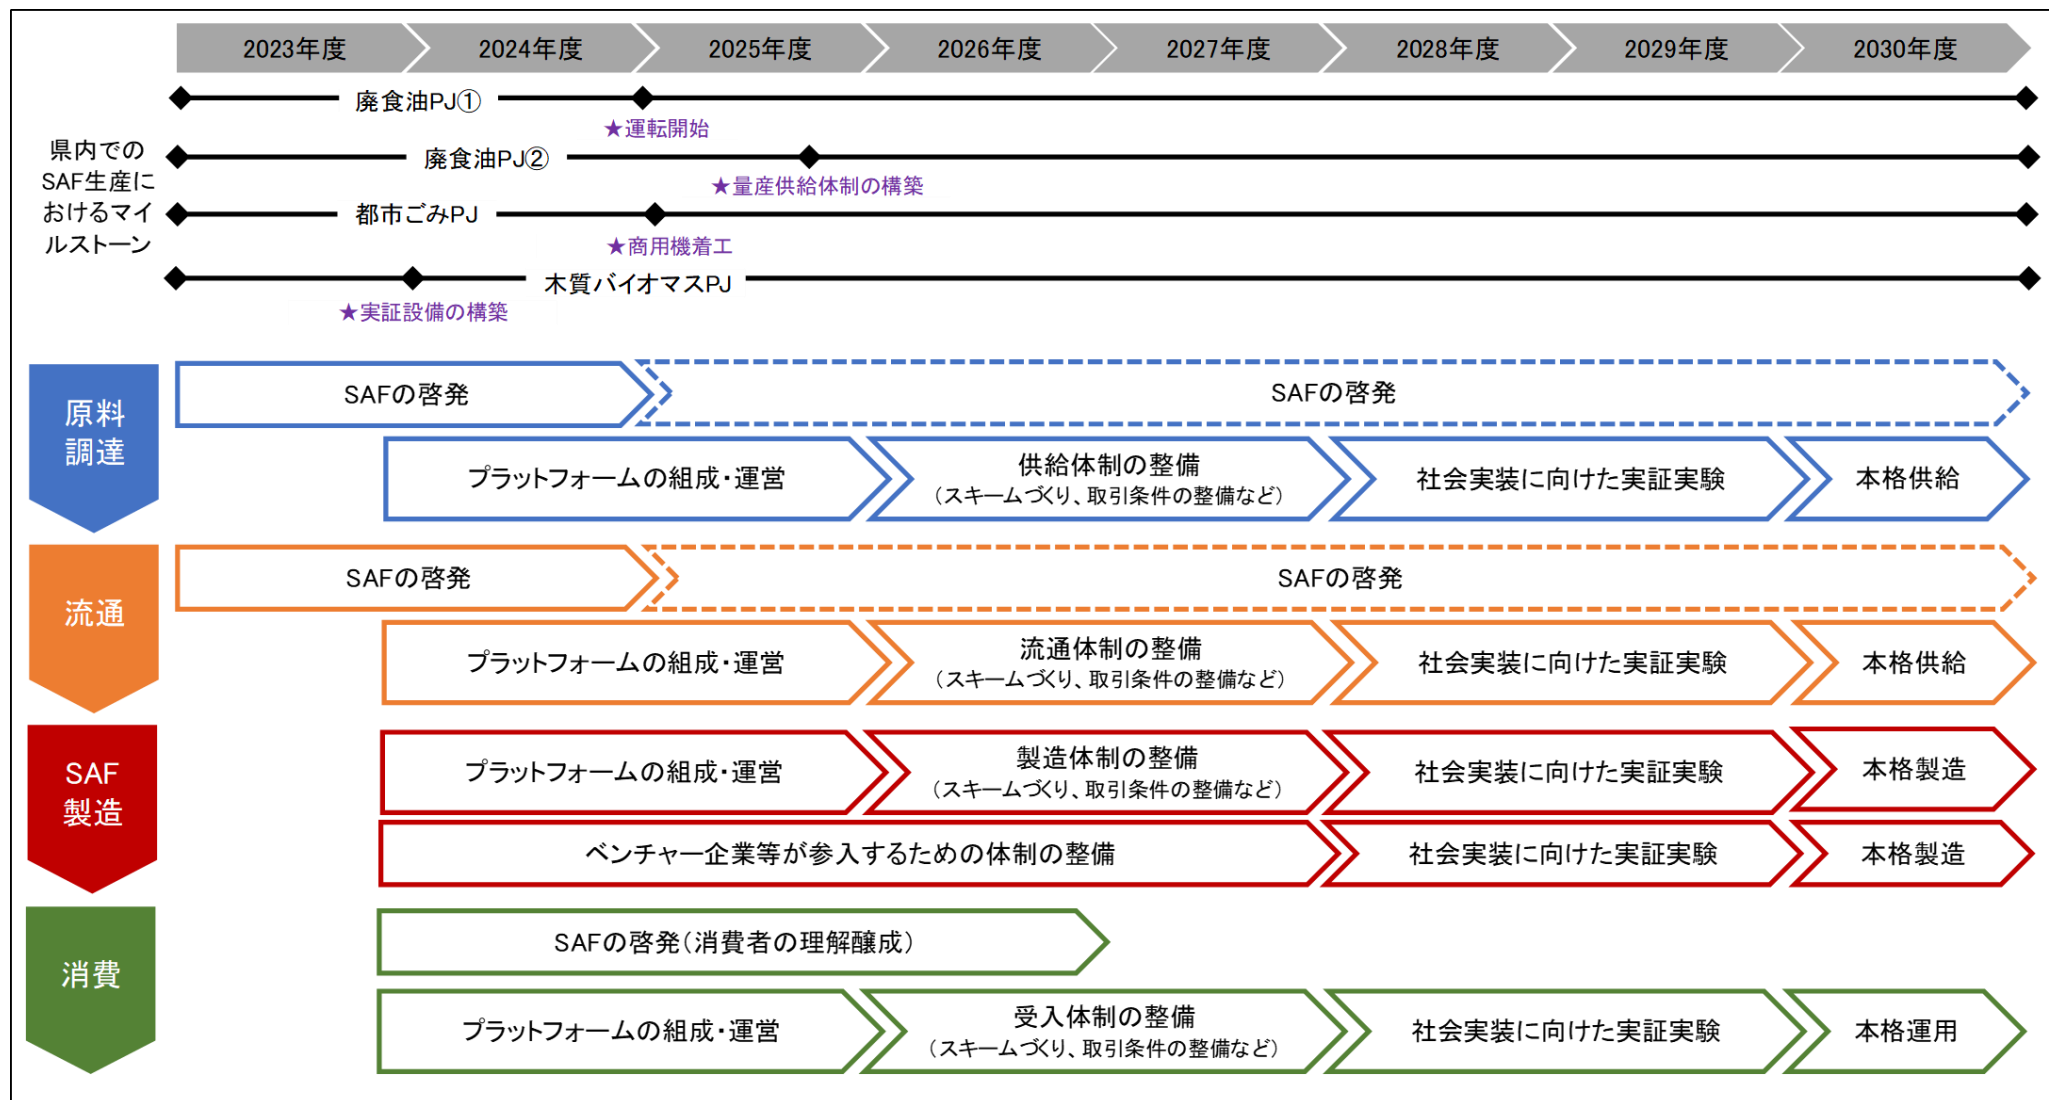 2023年度 2024年度 2025年度 2026年度 2027年度 2028年度 2029年度 2030年度
県内での
SAF生産に
おけるマイ
ルストーン
廃食油PJ①
★運転開始
廃食油PJ②
★量産供給体制の構築
都市ごみPJ
★商用機着工
木質バイオマスPJ
★実証設備の構築
原料
調達
SAFの啓発
SAFの啓発
プラットフォームの組成・運営
供給体制の整備
（スキームづくり、取引条件の整備など）
社会実装に向けた実証実験
本格供給
流通
SAFの啓発
SAFの啓発
プラットフォームの組成・運営
流通体制の整備
（スキームづくり、取引条件の整備など）
社会実装に向けた実証実験
本格供給
SAF
製造
プラットフォームの組成・運営
製造体制の整備
（スキームづくり、取引条件の整備など）
社会実装に向けた実証実験
本格製造
ベンチャー企業等が参入するための体制の整備
社会実装に向けた実証実験
本格製造
消費
SAFの啓発（消費者の理解醸成）
プラットフォームの組成・運営
受入体制の整備
（スキームづくり、取引条件の整備など）
社会実装に向けた実証実験
本格運用